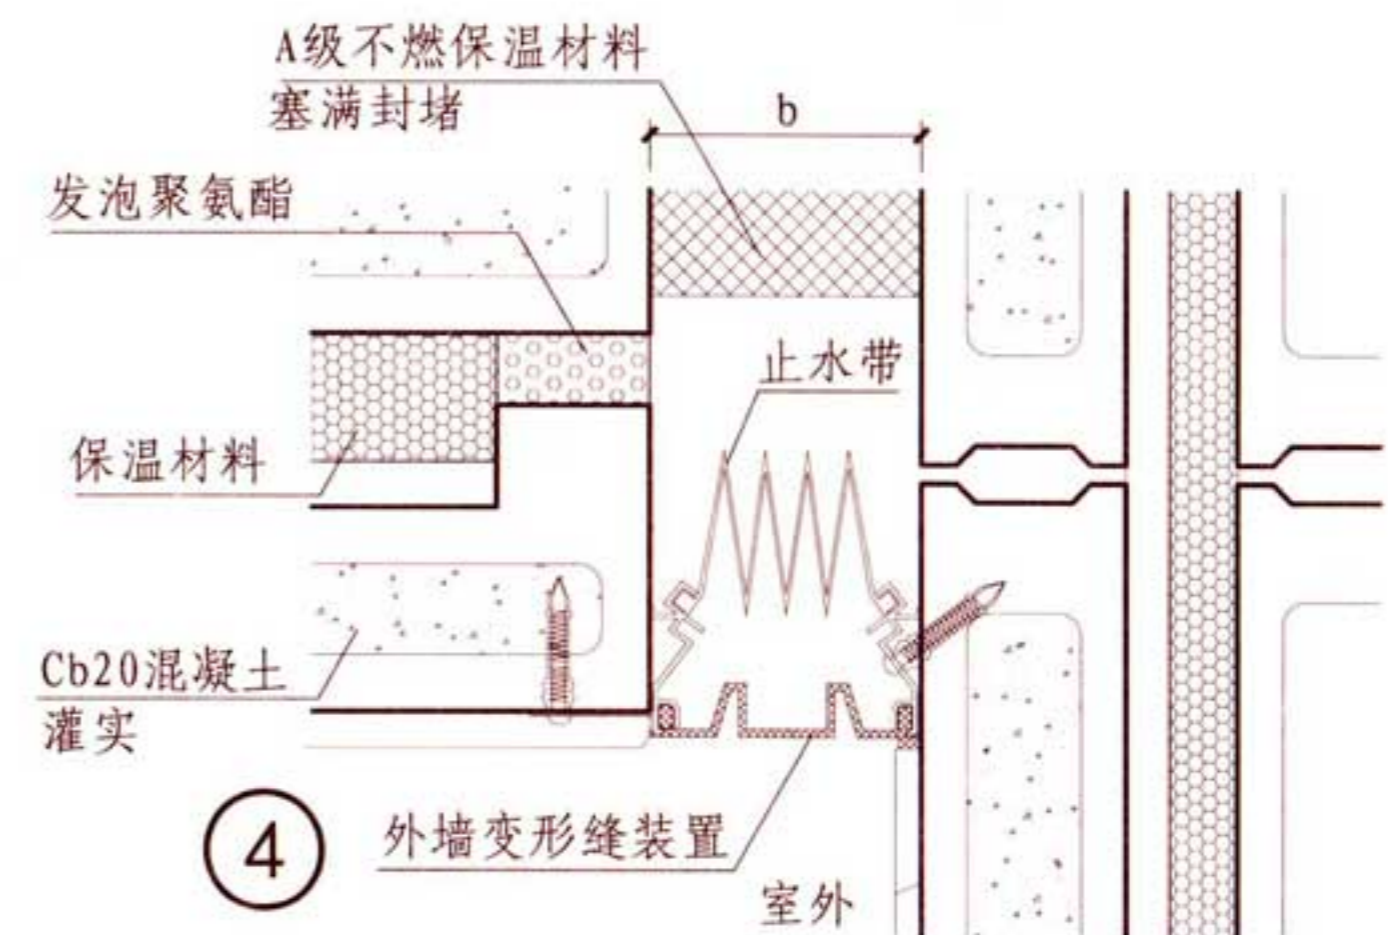 A级不燃保温材料
塞满封堵
b
发泡聚氨酯
止水带
保温材料
Cb20混凝土
灌实
4
外墙变形缝装置
室外